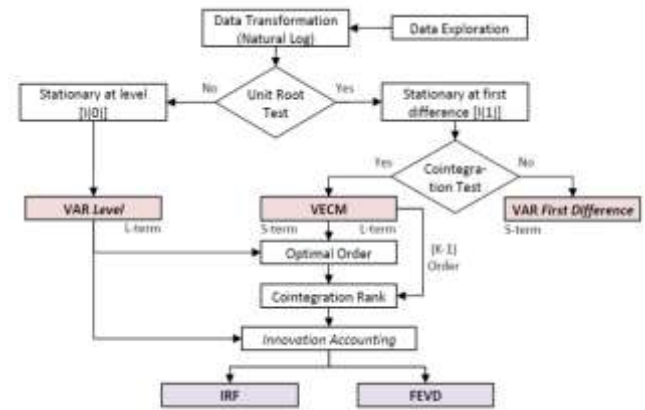 Data Transformation
(Natural Log)
Data Exploration
No
Unit Root
Test
Yes
Stationary at level
[I(0)]
Stationary at first
difference [I(1)]
Yes
Cointegra-
tion Test
No
VAR Level
VECM
VAR First Difference
L-term
S-term
L-term
S-term
Optimal Order
(K-1)
Order
Cointegration Rank
Innovation Accounting
IRF
FEVD